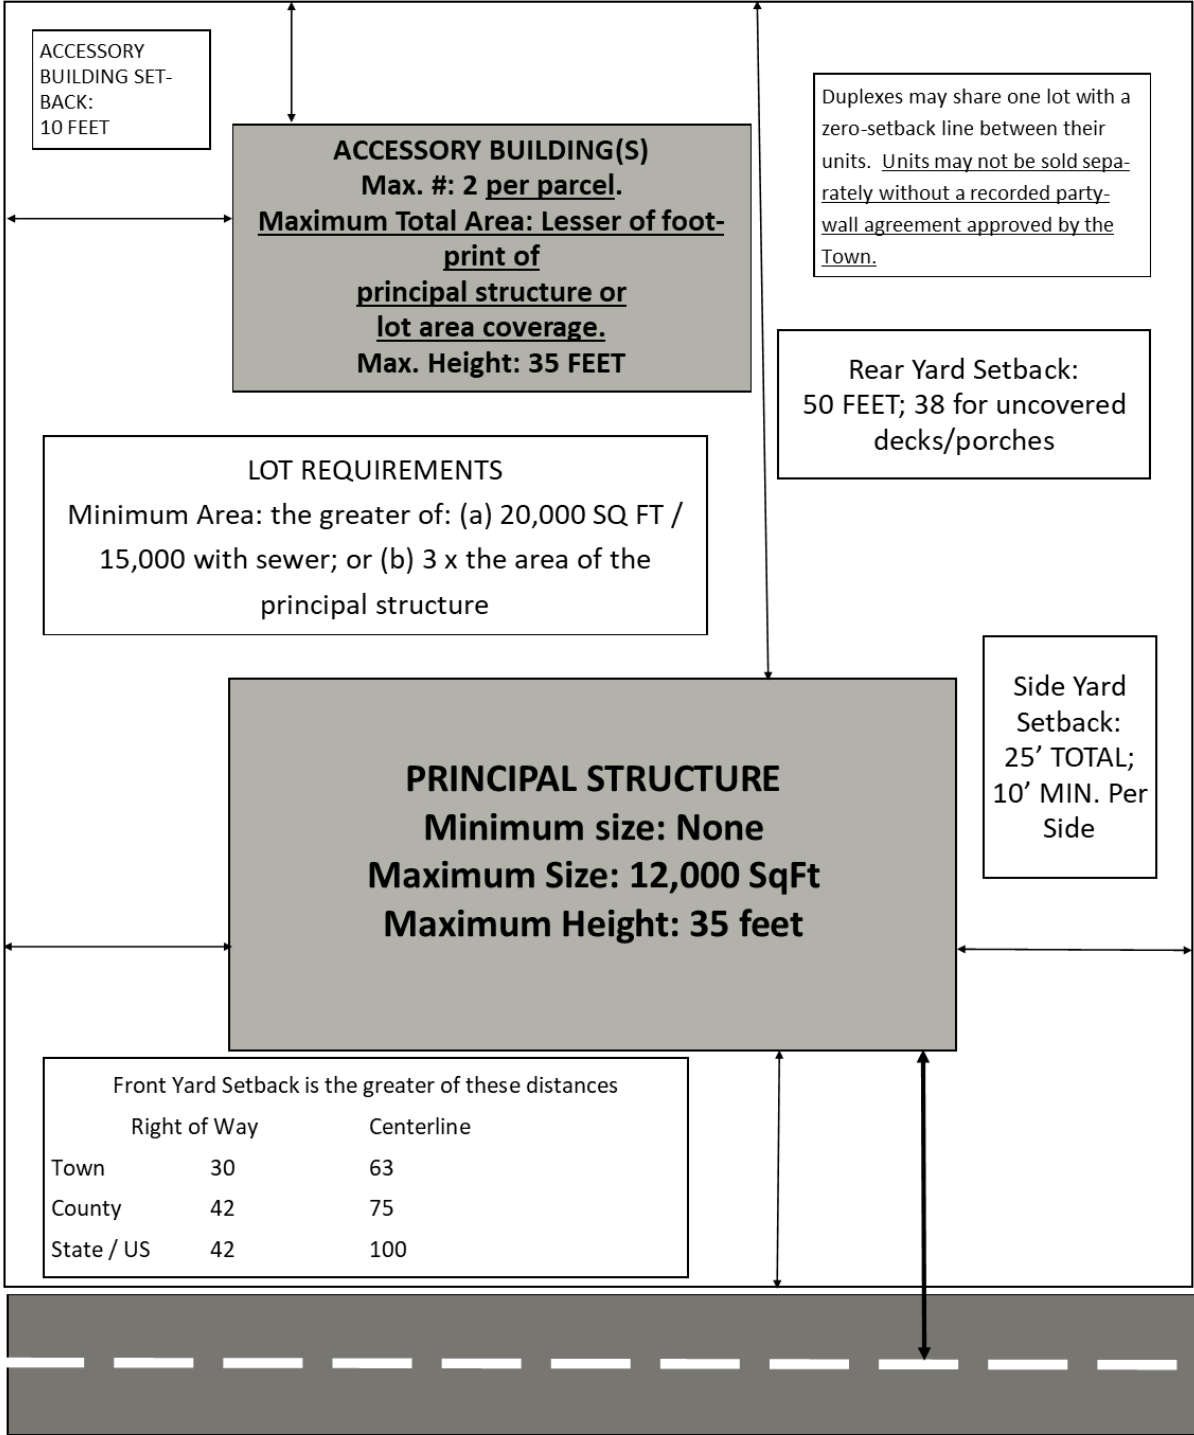 ACCESSORY
BUILDING SET-
BACK:
10 FEET
ACCESSORY BUILDING(S)
Max. #: 2 per parcel.
Maximum Total Area: Lesser of foot-
print of
principal structure or
lot area coverage.
Max. Height: 35 FEET
Duplexes may share one lot with a
zero-setback line between their
units. Units may not be sold sepa-
rately without a recorded party-
wall agreement approved by the
Town.
Rear Yard Setback:
50 FEET; 38 for uncovered
decks/porches
LOT REQUIREMENTS
Minimum Area: the greater of: (a) 20,000 SQ FT /
15,000 with sewer; or (b) 3 x the area of the
principal structure
Side Yard
Setback:
25’ TOTAL;
10’ MIN. Per
Side
PRINCIPAL STRUCTURE
Minimum size: None
Maximum Size: 12,000 SqFt
Maximum Height: 35 feet
Front Yard Setback is the greater of these distances
Right of Way Centerline
Town 30 63
County 42 75
State / US 42 100